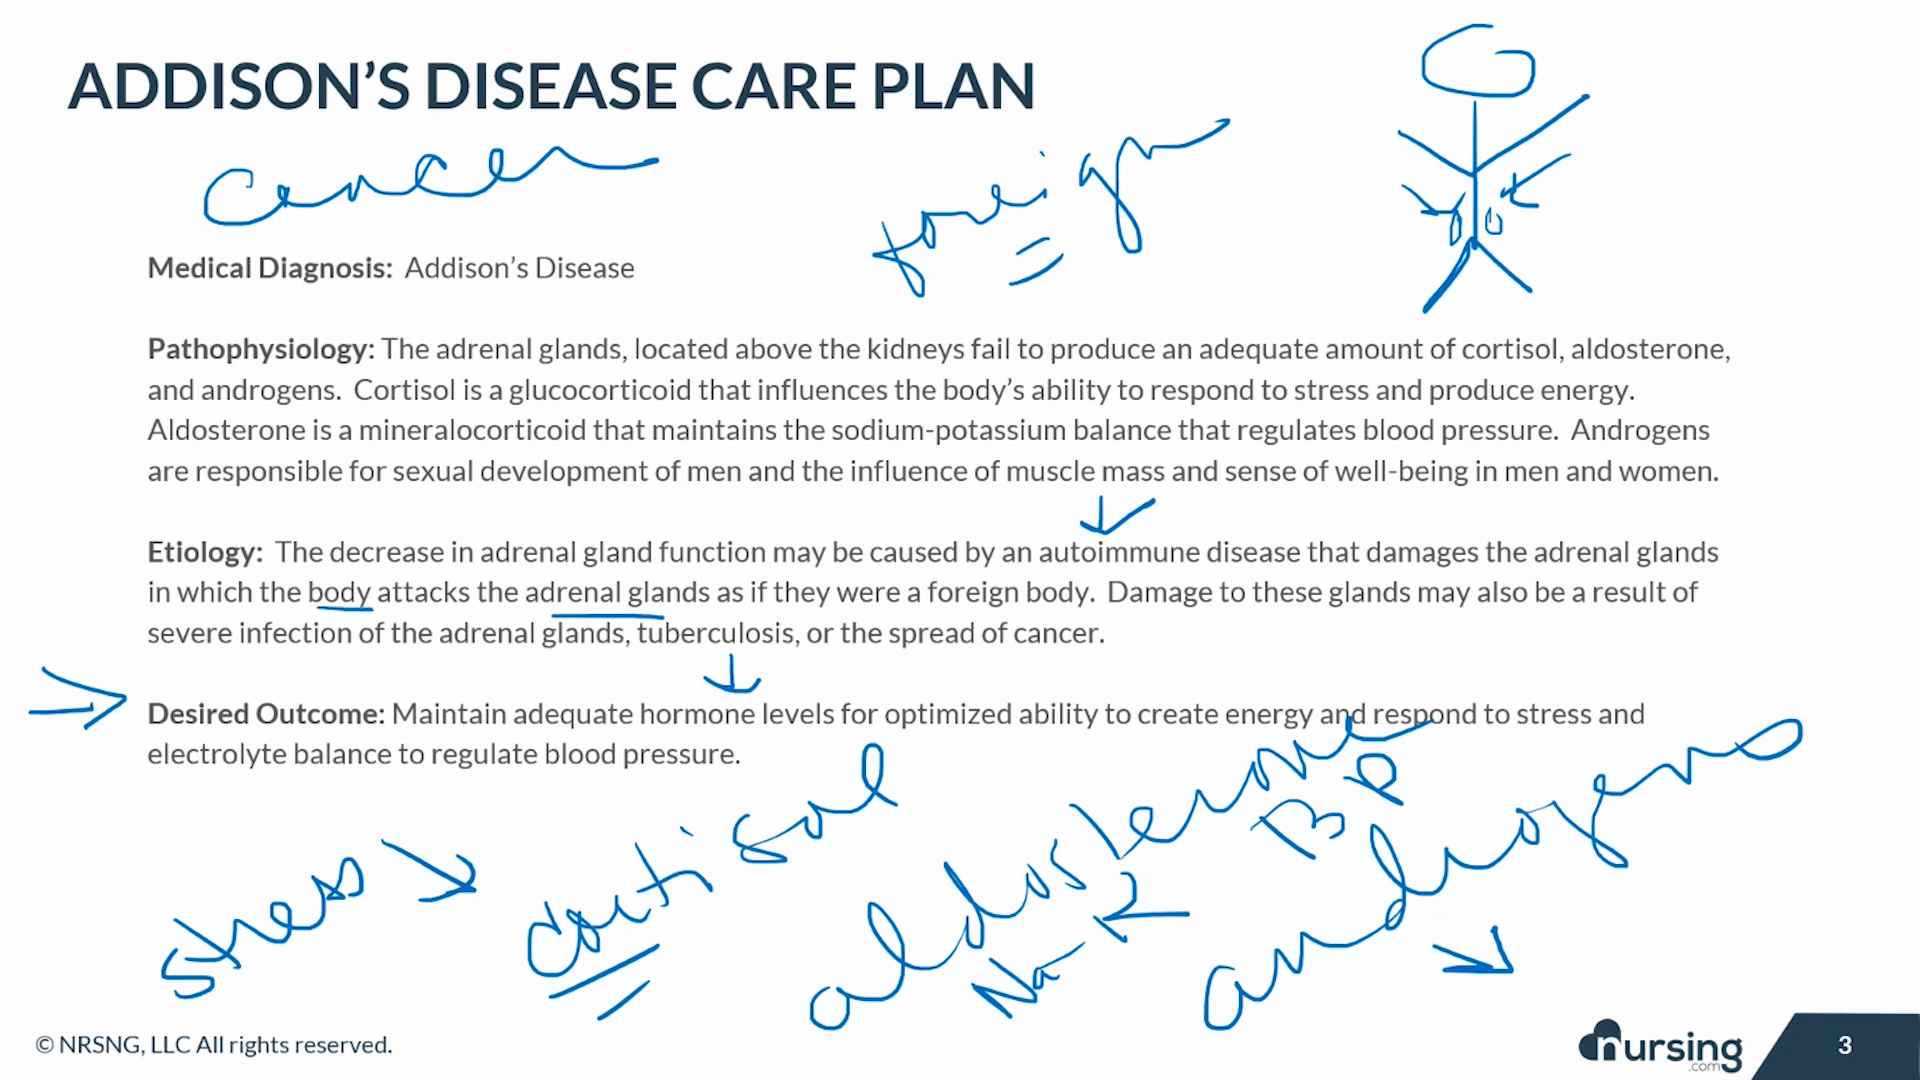 ADDISON'S DISEASE CARE PLAN
cancer
foreign
Medical Diagnosis: Addison's Disease
Pathophysiology: The adrenal glands, located above the kidneys fail to produce an adequate amount of cortisol, aldosterone,
and androgens. Cortisol is a glucocorticoid that influences the body's ability to respond to stress and produce energy.
Aldosterone is a mineralocorticoid that maintains the sodium-potassium balance that regulates blood pressure. Androgens
are responsible for sexual development of men and the influence of muscle mass and sense of well-being in men and women.
Etiology: The decrease in adrenal gland function may be caused by an autoimmune disease that damages the adrenal glands
in which the body attacks the adrenal glands as if they were a foreign body. Damage to these glands may also be a result of
severe infection of the adrenal glands, tuberculosis, or the spread of cancer.
Desired Outcome: Maintain adequate hormone levels for optimized ability to create energy and respond to stress and
electrolyte balance to regulate blood pressure.
stress
cortisol
aldosterone
Na K
BP
androgens
© NRSNG, LLC All rights reserved.
nursing
.com
3